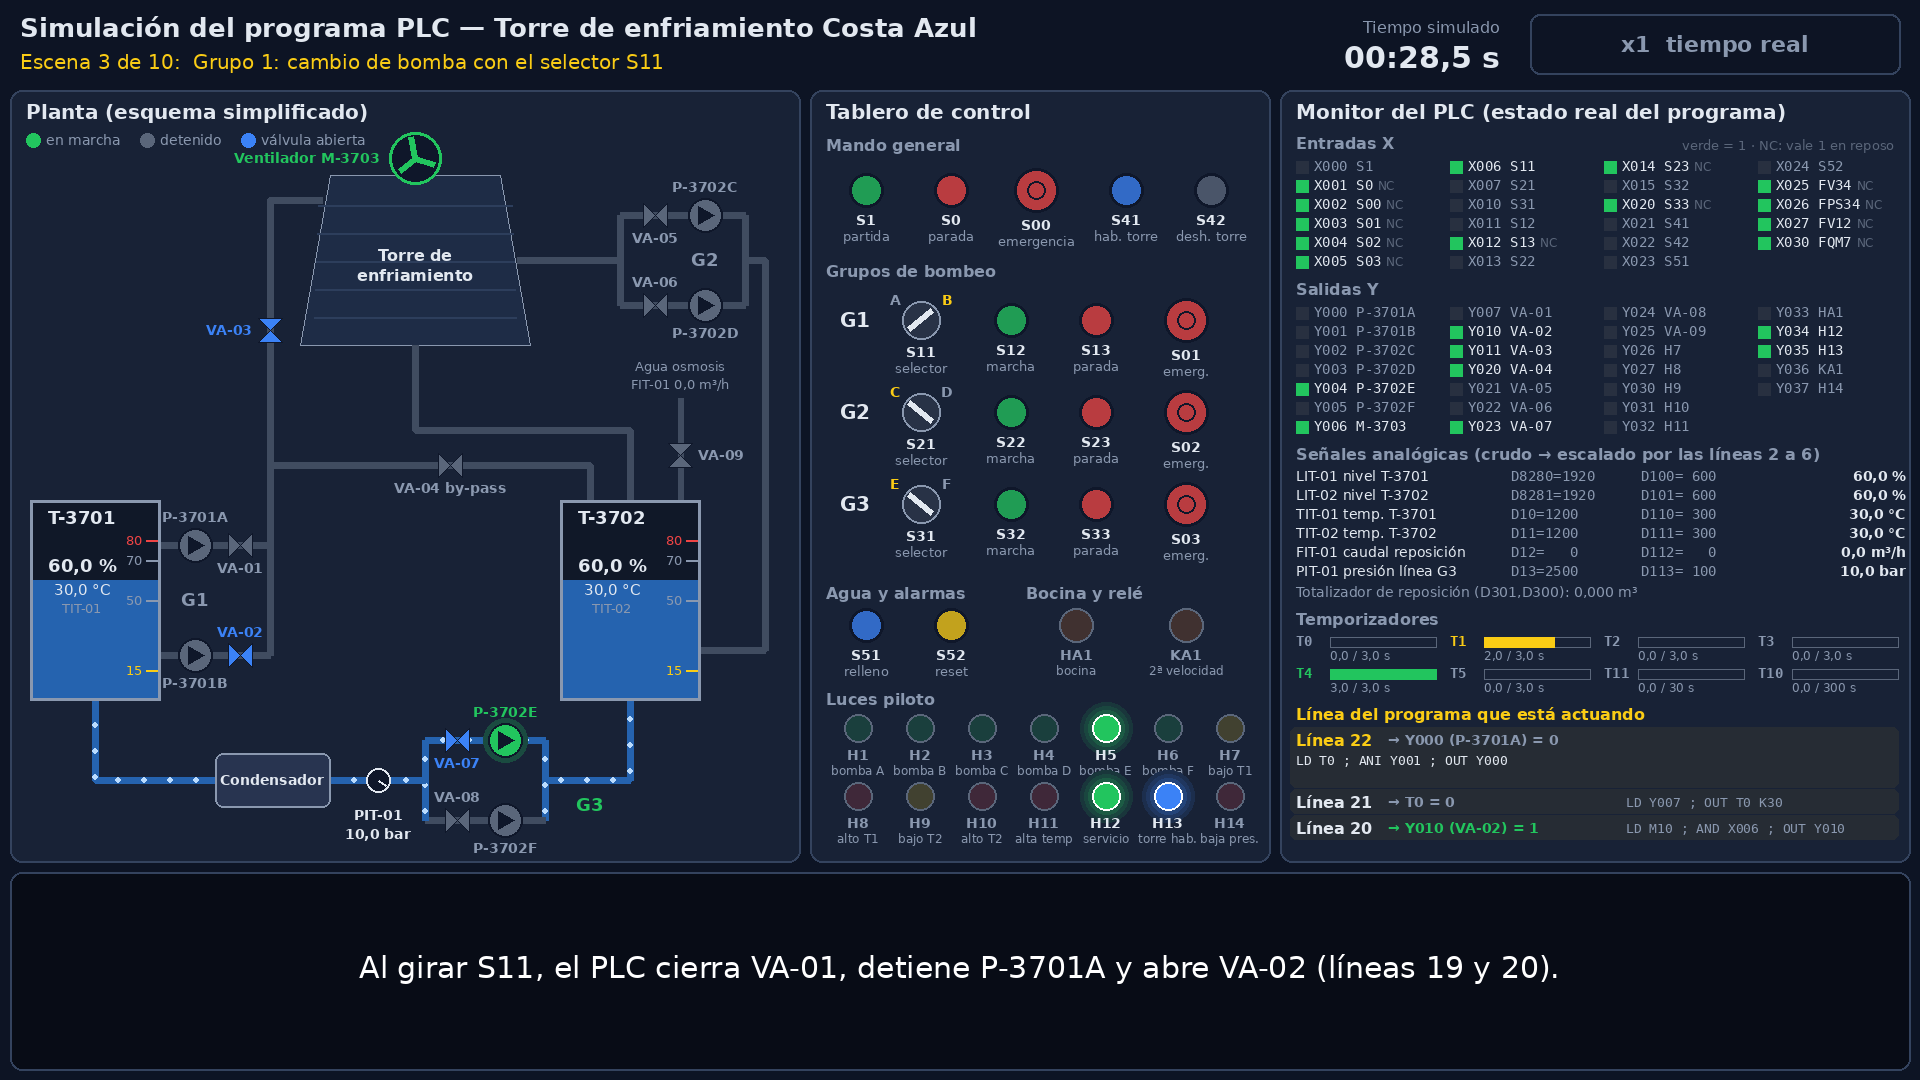 Simulación del programa PLC — Torre de enfriamiento Costa Azul
Escena 3 de 10:  Grupo 1: cambio de bomba con el selector S11
Tiempo simulado
00:28,5 s
x1  tiempo real
Planta (esquema simplificado)
en marcha
detenido
válvula abierta
Ventilador M-3703
Torre de
enfriamiento
P-3702C
VA-05
G2
VA-06
P-3702D
VA-03
Agua osmosis
FIT-01 0,0 m³/h
VA-09
VA-04 by-pass
T-3701
80
70
60,0 %
30,0 °C
TIT-01
50
15
P-3701A
VA-01
G1
VA-02
P-3701B
T-3702
80
70
60,0 %
30,0 °C
TIT-02
50
15
P-3702E
VA-07
VA-08
P-3702F
G3
Condensador
PIT-01
10,0 bar
Tablero de control
Mando general
S1
partida
S0
parada
S00
emergencia
S41
hab. torre
S42
desh. torre
Grupos de bombeo
G1
A
B
S11
selector
S12
marcha
S13
parada
S01
emerg.
G2
C
D
S21
selector
S22
marcha
S23
parada
S02
emerg.
G3
E
F
S31
selector
S32
marcha
S33
parada
S03
emerg.
Agua y alarmas
S51
relleno
S52
reset
Bocina y relé
HA1
bocina
KA1
2ª velocidad
Luces piloto
H1
bomba A
H2
bomba B
H3
bomba C
H4
bomba D
H5
bomba E
H6
bomba F
H7
bajo T1
H8
alto T1
H9
bajo T2
H10
alto T2
H11
alta temp
H12
servicio
H13
torre hab.
H14
baja pres.
Monitor del PLC (estado real del programa)
Entradas X
verde = 1 · NC: vale 1 en reposo
X000 S1
X001 S0 NC
X002 S00 NC
X003 S01 NC
X004 S02 NC
X005 S03 NC
X006 S11
X007 S21
X010 S31
X011 S12
X012 S13 NC
X013 S22
X014 S23 NC
X015 S32
X020 S33 NC
X021 S41
X022 S42
X023 S51
X024 S52
X025 FV34 NC
X026 FPS34 NC
X027 FV12 NC
X030 FQM7 NC
Salidas Y
Y000 P-3701A
Y001 P-3701B
Y002 P-3702C
Y003 P-3702D
Y004 P-3702E
Y005 P-3702F
Y006 M-3703
Y007 VA-01
Y010 VA-02
Y011 VA-03
Y020 VA-04
Y021 VA-05
Y022 VA-06
Y023 VA-07
Y024 VA-08
Y025 VA-09
Y026 H7
Y027 H8
Y030 H9
Y031 H10
Y032 H11
Y033 HA1
Y034 H12
Y035 H13
Y036 KA1
Y037 H14
Señales analógicas (crudo → escalado por las líneas 2 a 6)
LIT-01 nivel T-3701 D8280=1920 D100= 600 60,0 %
LIT-02 nivel T-3702 D8281=1920 D101= 600 60,0 %
TIT-01 temp. T-3701 D10=1200 D110= 300 30,0 °C
TIT-02 temp. T-3702 D11=1200 D111= 300 30,0 °C
FIT-01 caudal reposición D12=   0 D112=   0 0,0 m³/h
PIT-01 presión línea G3 D13=2500 D113= 100 10,0 bar
Totalizador de reposición (D301,D300): 0,000 m³
Temporizadores
T0
0,0 / 3,0 s
T1
2,0 / 3,0 s
T2
0,0 / 3,0 s
T3
0,0 / 3,0 s
T4
3,0 / 3,0 s
T5
0,0 / 3,0 s
T11
0,0 / 30 s
T10
0,0 / 300 s
Línea del programa que está actuando
Línea 22 → Y000 (P-3701A) = 0
LD T0 ; ANI Y001 ; OUT Y000
Línea 21 → T0 = 0 LD Y007 ; OUT T0 K30
Línea 20 → Y010 (VA-02) = 1 LD M10 ; AND X006 ; OUT Y010
Al girar S11, el PLC cierra VA-01, detiene P-3701A y abre VA-02 (líneas 19 y 20).